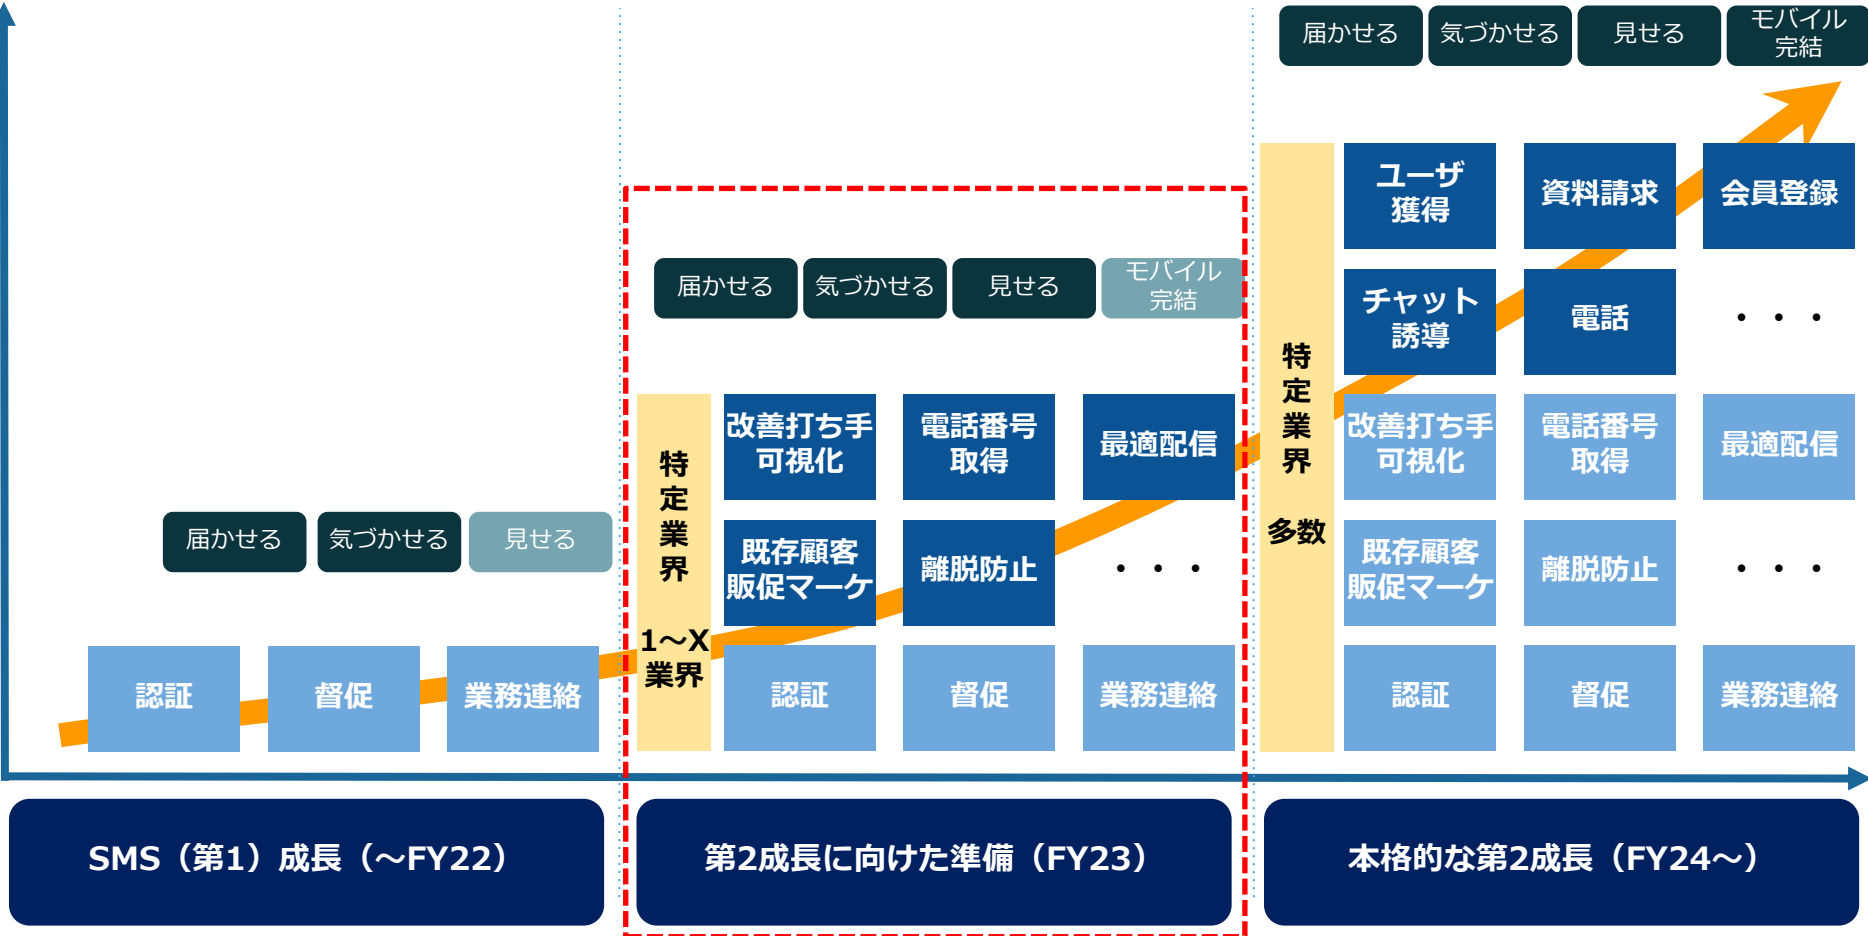 届かせる
気づかせる
見せる
認証
督促
業務連絡
SMS（第1）成長（～FY22）
届かせる
気づかせる
見せる
モバイル
完結
特
定
業
界
1～X
業界
改善打ち手
可視化
電話番号
取得
最適配信
既存顧客
販促マーケ
離脱防止
・・・
認証
督促
業務連絡
第2成長に向けた準備（FY23）
届かせる
気づかせる
見せる
モバイル
完結
特
定
業
界
多数
ユーザ
獲得
資料請求
会員登録
チャット
誘導
電話
・・・
改善打ち手
可視化
電話番号
取得
最適配信
既存顧客
販促マーケ
離脱防止
・・・
認証
督促
業務連絡
本格的な第2成長（FY24～）